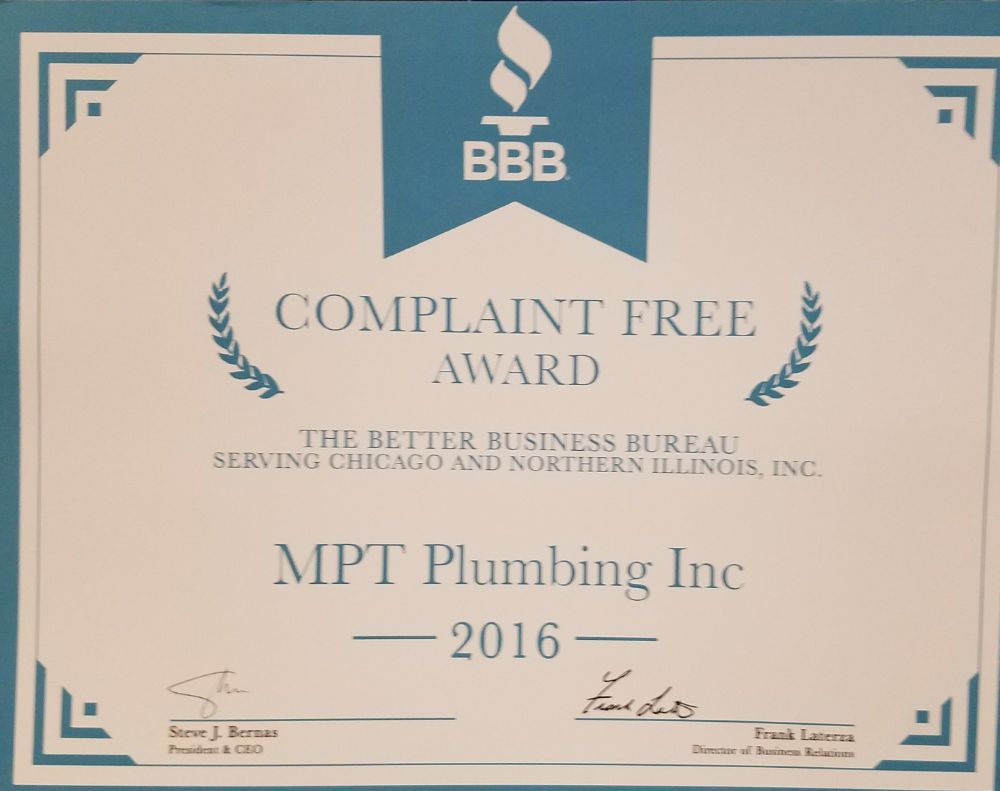 BBB
COMPLAINT FREE
AWARD
THE BETTER BUSINESS BUREAU
SERVING CHICAGO AND NORTHERN ILLINOIS, INC.
MPT Plumbing Inc
2016
Steve J. Bernas
President & CEO
Frank Laterza
Director of Business Relations